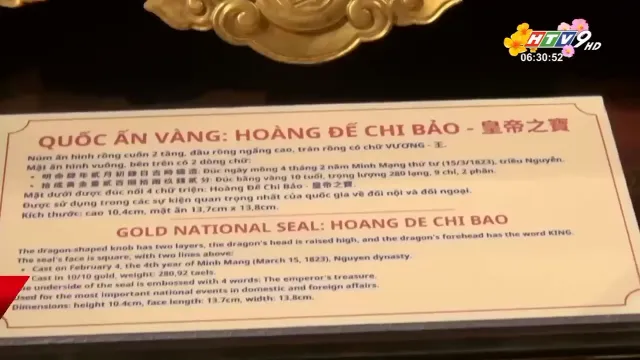 HTV9 HD
06:30:52
QUỐC ẤN VÀNG: HOÀNG ĐẾ CHI BẢO - 皇帝之寶
Núm ấn hình rồng cuốn 2 tầng, đầu rồng ngẩng cao, trán rồng có chữ VƯƠNG - 王.
Mặt ấn hình vuông, bên trên có 2 dòng chữ:
Đúc ngày mồng 4 tháng 2 năm Minh Mạng thứ tư (15/3/1823), triều Nguyễn.
Đúc bằng vàng 10 tuổi, trọng lượng 280 lạng, 9 chỉ, 2 phân.
Mặt dưới được đúc nổi 4 chữ triện: Hoàng Đế Chi Bảo - 皇帝之寶.
Được sử dụng trong các sự kiện quan trọng nhất của quốc gia về đối nội và đối ngoại.
Kích thước: cao 10,4cm, mặt ấn 13,7cm x 13,8cm.
GOLD NATIONAL SEAL: HOANG DE CHI BAO
The dragon-shaped knob has two layers, the dragon's head is raised high, and the dragon's forehead has the word KING.
The seal's face is square, with two lines above:
• Cast on February 4, the 4th year of Minh Mang (March 15, 1823), Nguyen dynasty.
Cast in 10/10 gold, weight: 280,92 taels.
The underside of the seal is embossed with 4 words: The emperor's treasure.
Used for the most important national events in domestic and foreign affairs.
Dimensions: height 10.4cm, face length: 13.7cm, width: 13.8cm.